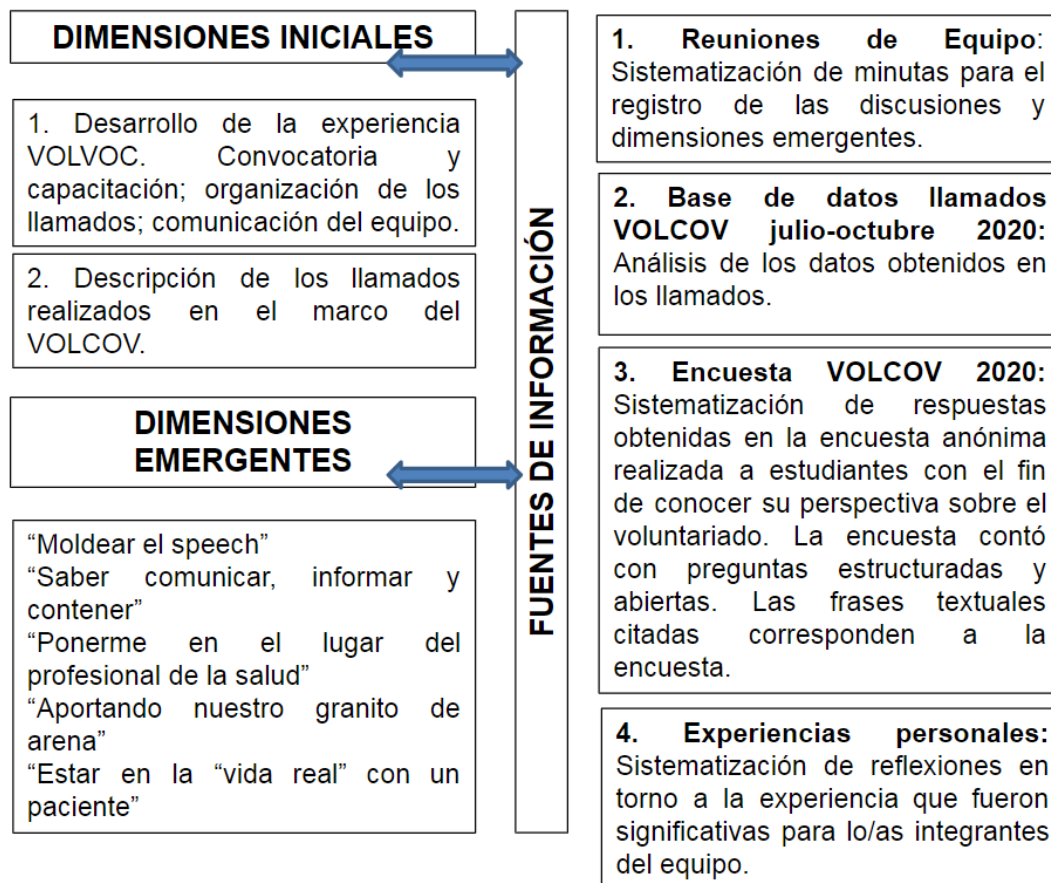 DIMENSIONES INICIALES
1. Desarrollo de la experiencia
VOLVOC. Convocatoria y
capacitación; organización de los
llamados; comunicación del equipo.
2. Descripción de los llamados
realizados en el marco del
VOLCOV.
DIMENSIONES
EMERGENTES
“Moldear el speech”
“Saber comunicar, informar y
contener”
“Ponerme en el lugar del
profesional de la salud”
“Aportando nuestro granito de
arena”
“Estar en la “vida real” con un
paciente”
FUENTES DE INFORMACIÓN
1. Reuniones de Equipo:
Sistematización de minutas para el
registro de las discusiones y
dimensiones emergentes.
2. Base de datos llamados
VOLCOV julio-octubre 2020:
Análisis de los datos obtenidos en
los llamados.
3. Encuesta VOLCOV 2020:
Sistematización de respuestas
obtenidas en la encuesta anónima
realizada a estudiantes con el fin
de conocer su perspectiva sobre el
voluntariado. La encuesta contó
con preguntas estructuradas y
abiertas. Las frases textuales
citadas corresponden a la
encuesta.
4. Experiencias personales:
Sistematización de reflexiones en
torno a la experiencia que fueron
significativas para lo/as integrantes
del equipo.